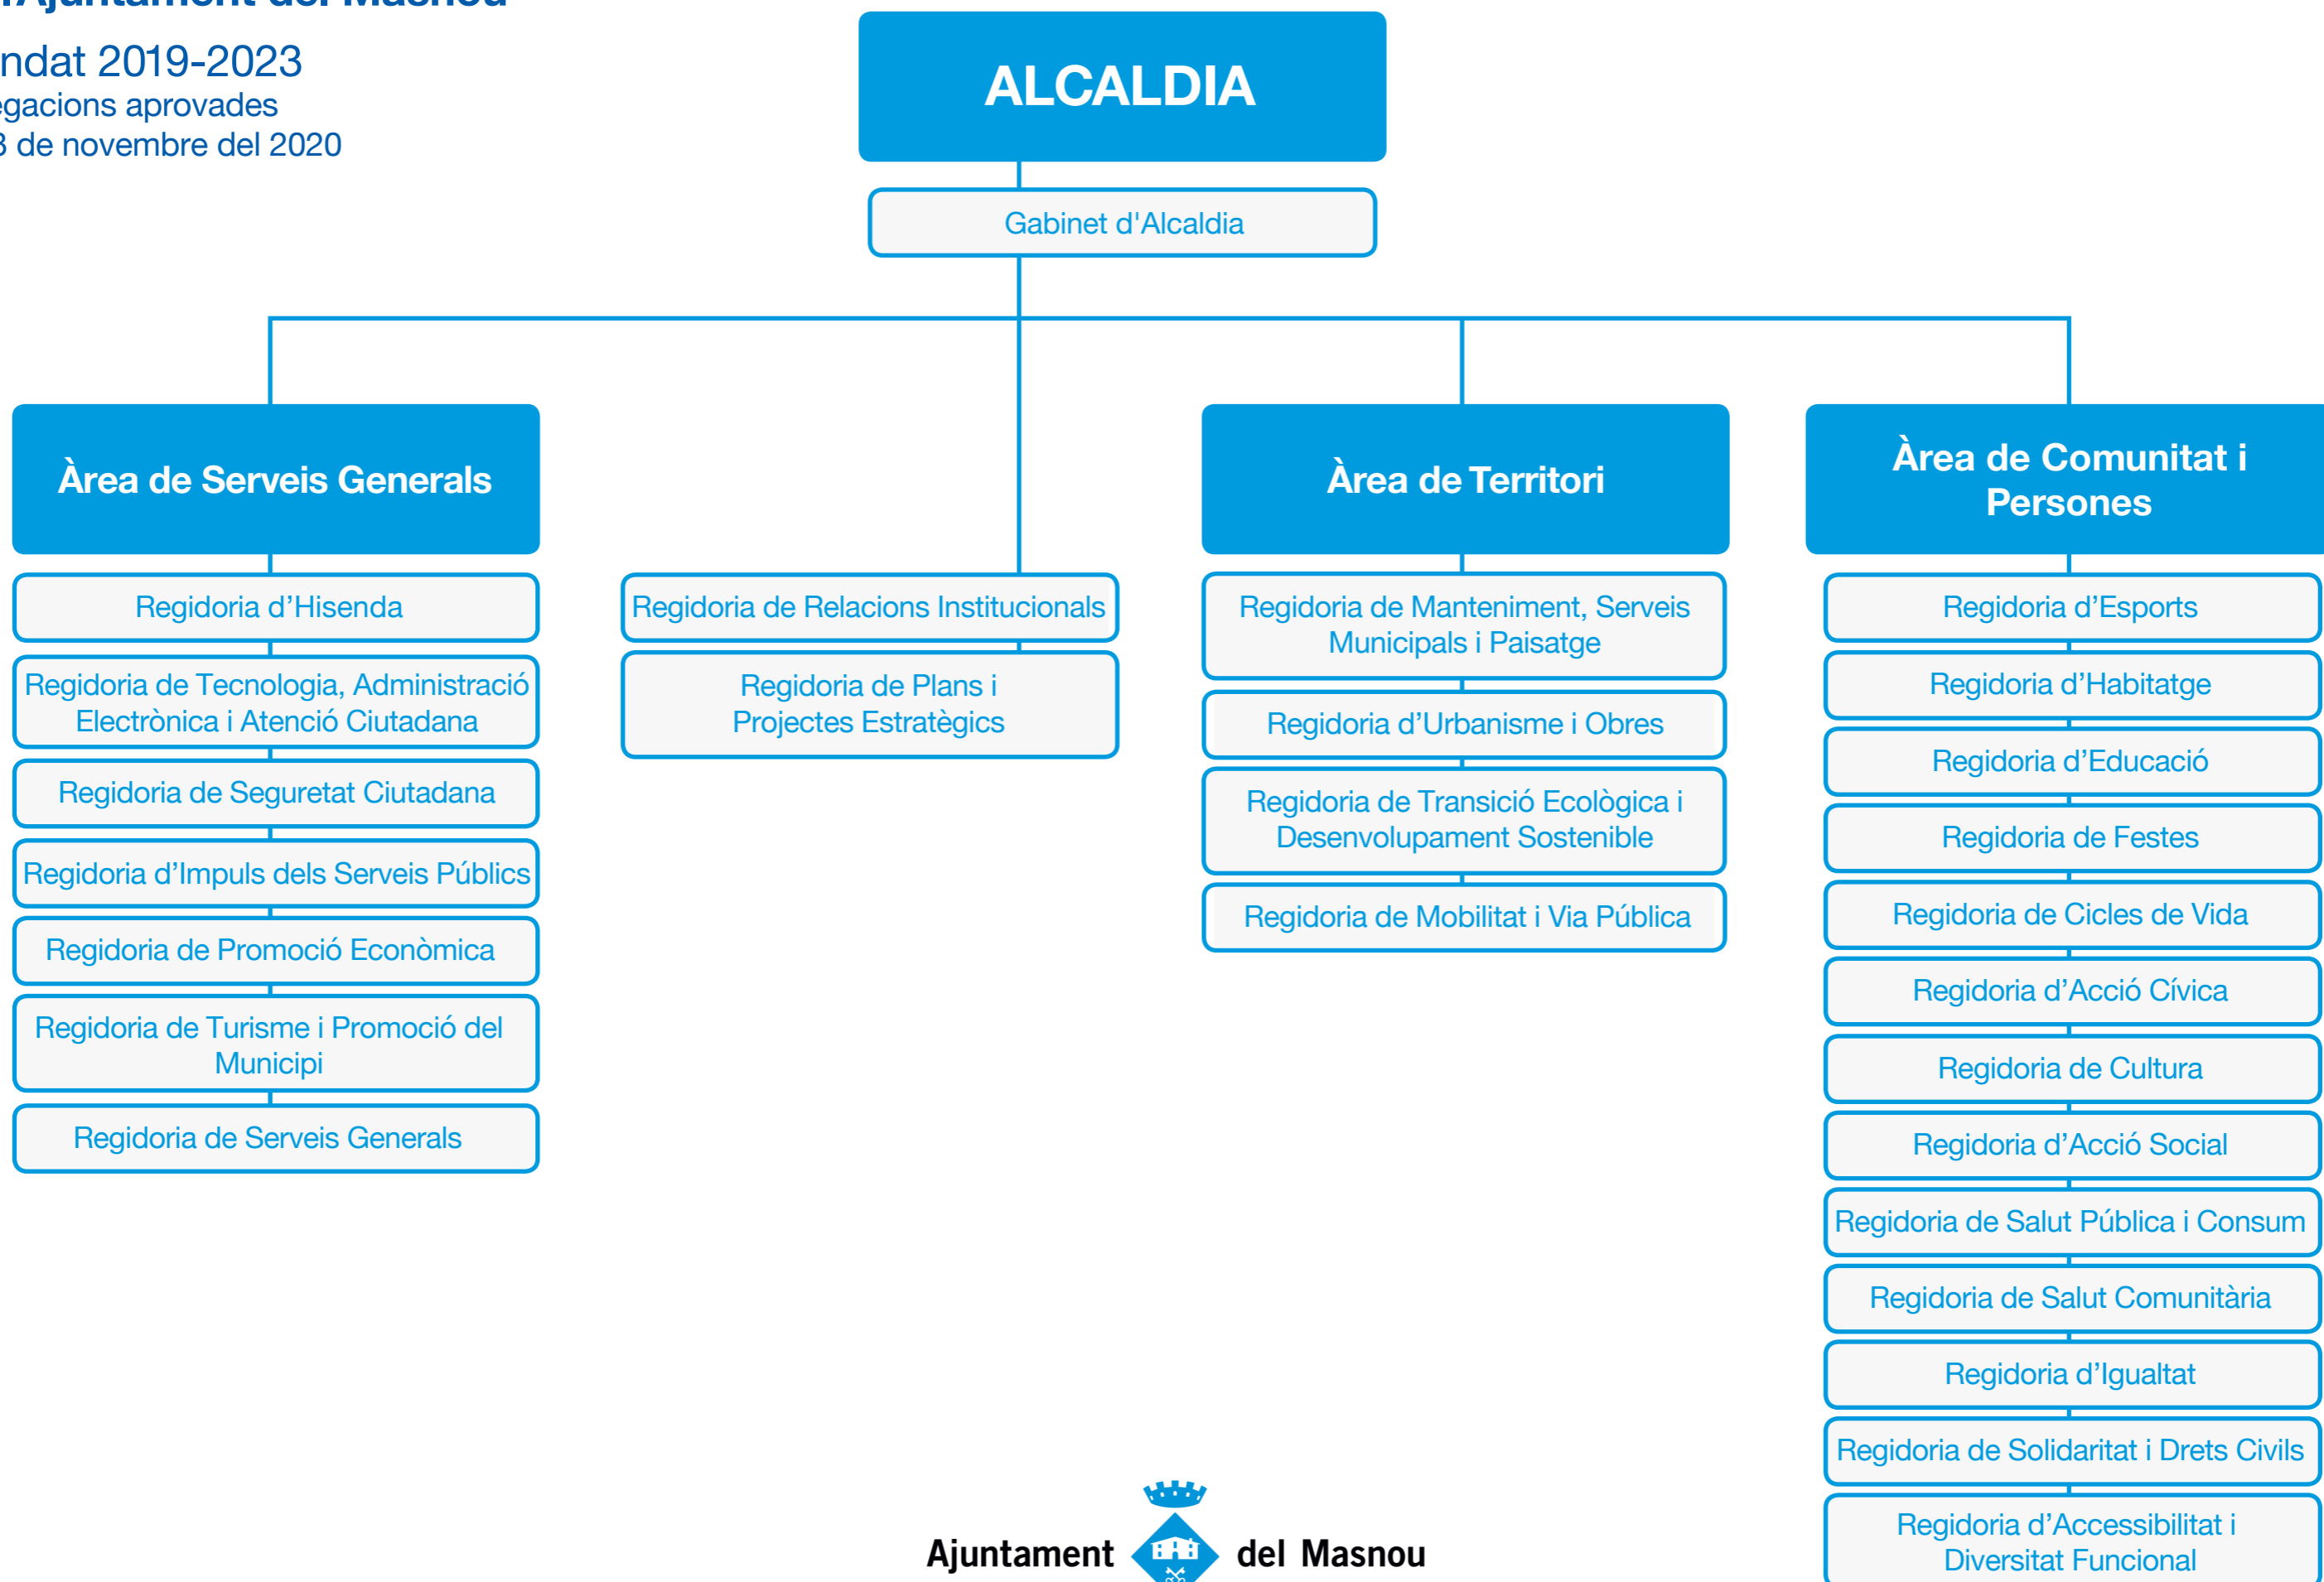 l'Ajuntament del Masnou
ndat 2019-2023
egacions aprovades
3 de novembre del 2020
ALCALDIA
Gabinet d'Alcaldia
Àrea de Serveis Generals
Regidoria d’Hisenda
Regidoria de Tecnologia, Administració
Electrònica i Atenció Ciutadana
Regidoria de Seguretat Ciutadana
Regidoria d’Impuls dels Serveis Públics
Regidoria de Promoció Econòmica
Regidoria de Turisme i Promoció del
Municipi
Regidoria de Serveis Generals
Regidoria de Relacions Institucionals
Regidoria de Plans i
Projectes Estratègics
Àrea de Territori
Regidoria de Manteniment, Serveis
Municipals i Paisatge
Regidoria d’Urbanisme i Obres
Regidoria de Transició Ecològica i
Desenvolupament Sostenible
Regidoria de Mobilitat i Via Pública
Àrea de Comunitat i
Persones
Regidoria d’Esports
Regidoria d’Habitatge
Regidoria d’Educació
Regidoria de Festes
Regidoria de Cicles de Vida
Regidoria d’Acció Cívica
Regidoria de Cultura
Regidoria d’Acció Social
Regidoria de Salut Pública i Consum
Regidoria de Salut Comunitària
Regidoria d’Igualtat
Regidoria de Solidaritat i Drets Civils
Regidoria d’Accessibilitat i
Diversitat Funcional
Ajuntament del Masnou